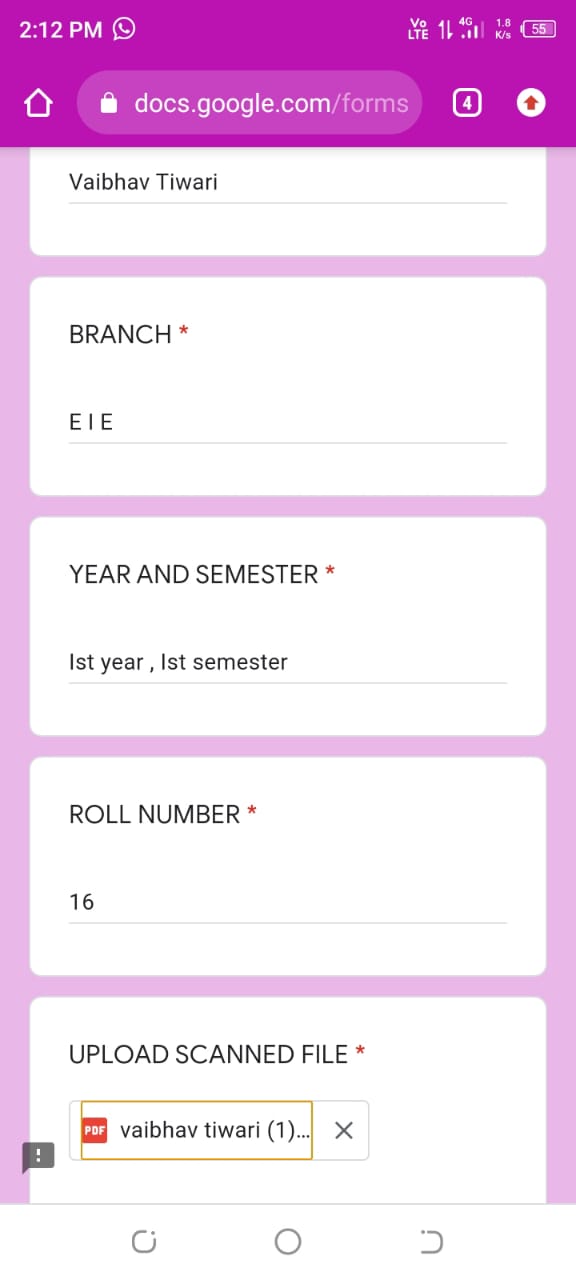 2:12 PM
Vo LTE 4G 1.8 K/s 55
docs.google.com/forms 4
Vaibhav Tiwari
BRANCH *
E I E
YEAR AND SEMESTER *
Ist year , Ist semester
ROLL NUMBER *
16
UPLOAD SCANNED FILE *
PDF vaibhav tiwari (1)...